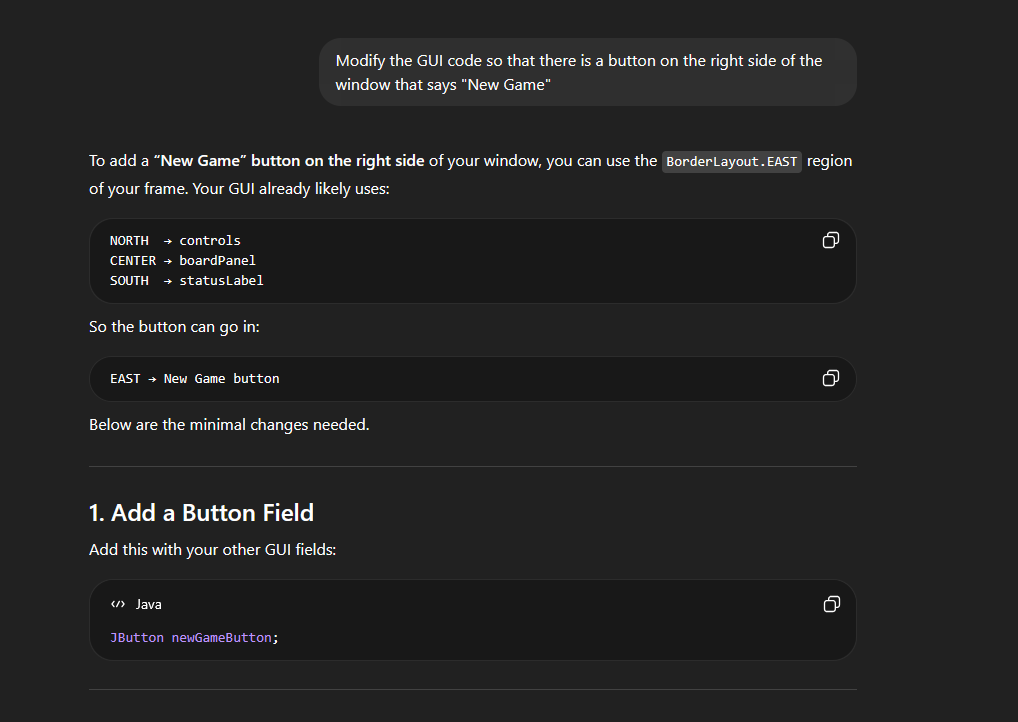 Modify the GUI code so that there is a button on the right side of the
window that says "New Game"
To add a “New Game” button on the right side of your window, you can use the BorderLayout.EAST region
of your frame. Your GUI already likely uses:
NORTH  → controls
CENTER → boardPanel
SOUTH  → statusLabel
So the button can go in:
EAST → New Game button
Below are the minimal changes needed.
1. Add a Button Field
Add this with your other GUI fields:
Java
JButton newGameButton;